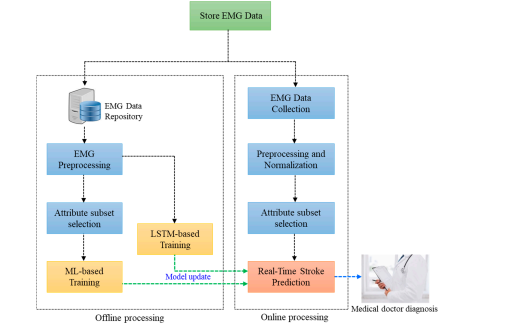 Store EMG Data
EMG Data
Repository
EMG Data
Collection
EMG
Preprocessing
Preprocessing and
Normalization
Attribute subset
selection
LSTM-based
Training
Attribute subset
selection
ML-based
Training
Model update
Real-Time Stroke
Prediction
Medical doctor diagnosis
Offline processing
Online processing